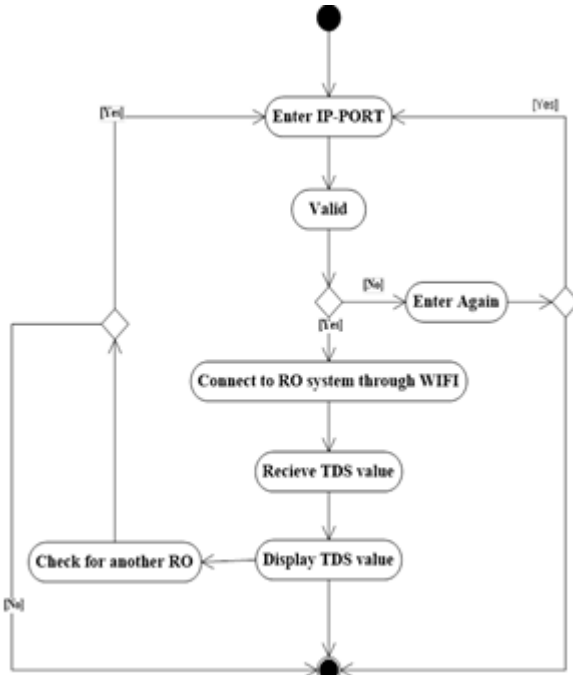 [Yes]
[Yes]
Enter IP-PORT
Valid
[No]
Enter Again
[Yes]
Connect to RO system through WIFI
Recieve TDS value
Check for another RO
Display TDS value
[No]